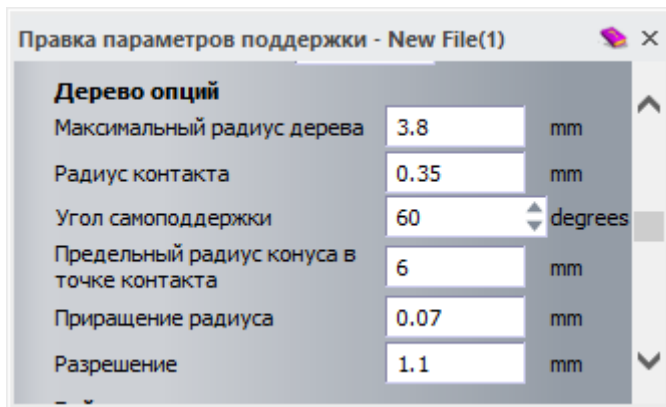 Правка параметров поддержки - New File(1)
Дерево опций
Максимальный радиус дерева 3.8 mm
Радиус контакта 0.35 mm
Угол самоподдержки 60 degrees
Предельный радиус конуса в
точке контакта 6 mm
Приращение радиуса 0.07 mm
Разрешение 1.1 mm